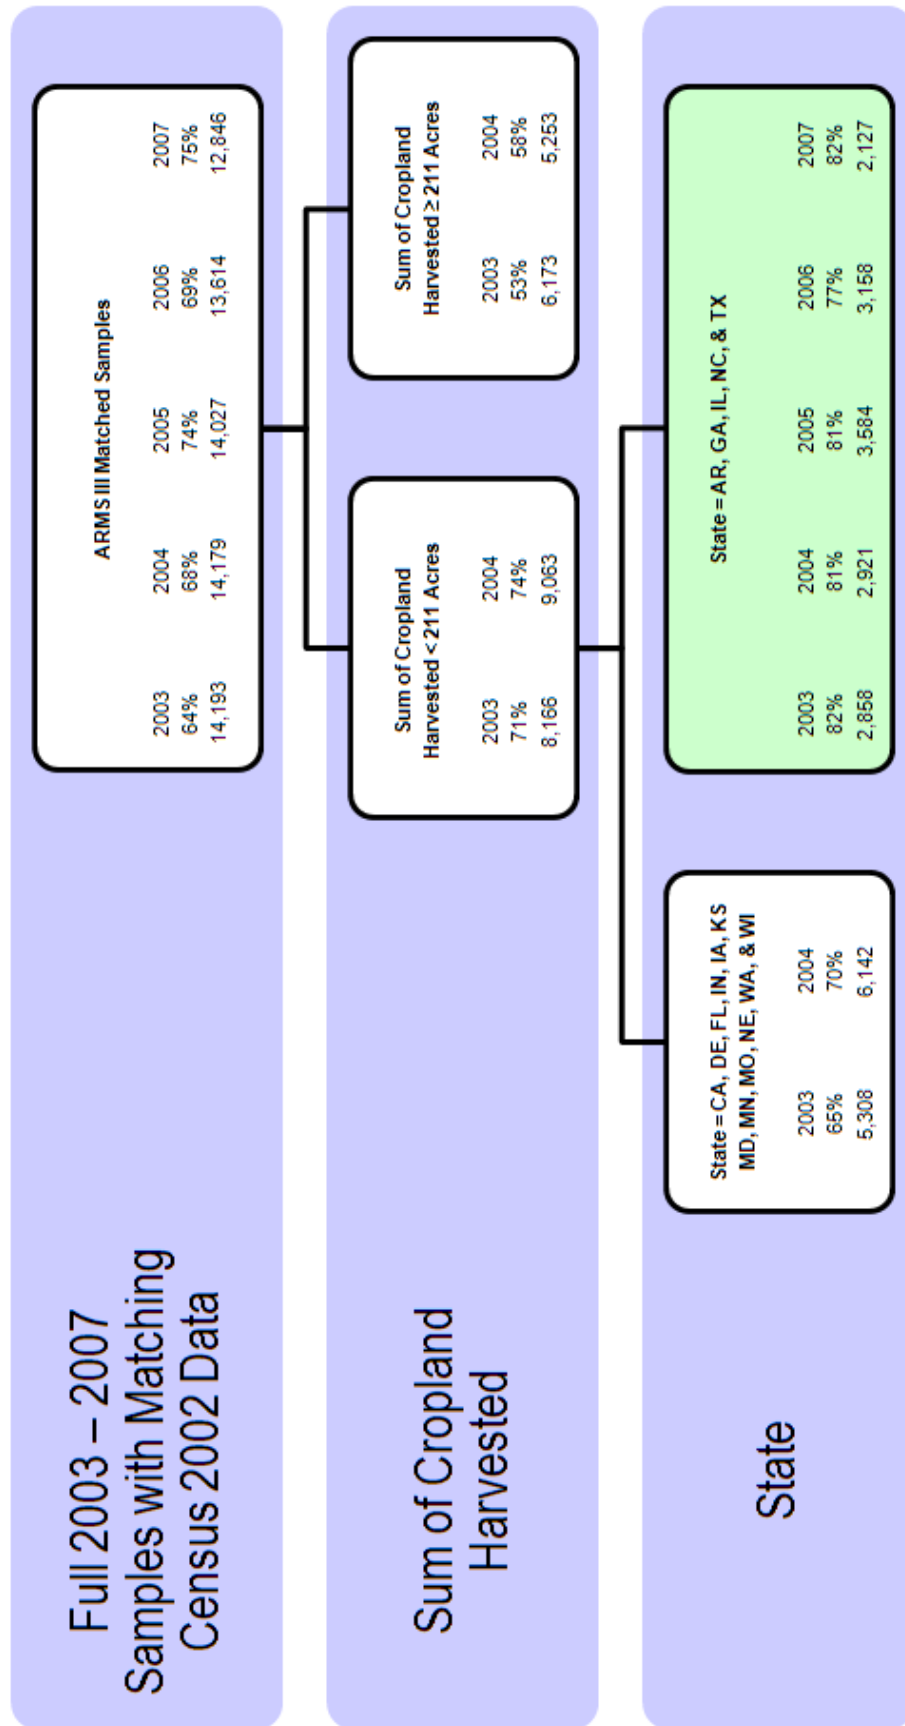 Full 2003 – 2007
Samples with Matching
Census 2002 Data
ARMS III Matched Samples
2003 2004 2005 2006 2007
64% 68% 74% 69% 75%
14,193 14,179 14,027 13,614 12,846
Sum of Cropland
Harvested
Sum of Cropland
Harvested < 211 Acres
2003 2004
71% 74%
8,166 9,063
Sum of Cropland
Harvested ≥ 211 Acres
2003 2004
53% 58%
6,173 5,253
State
State = CA, DE, FL, IN, IA, KS
MD, MN, MO, NE, WA, & WI
2003 2004
65% 70%
5,308 6,142
State = AR, GA, IL, NC, & TX
2003 2004 2005 2006 2007
82% 81% 81% 77% 82%
2,858 2,921 3,584 3,158 2,127